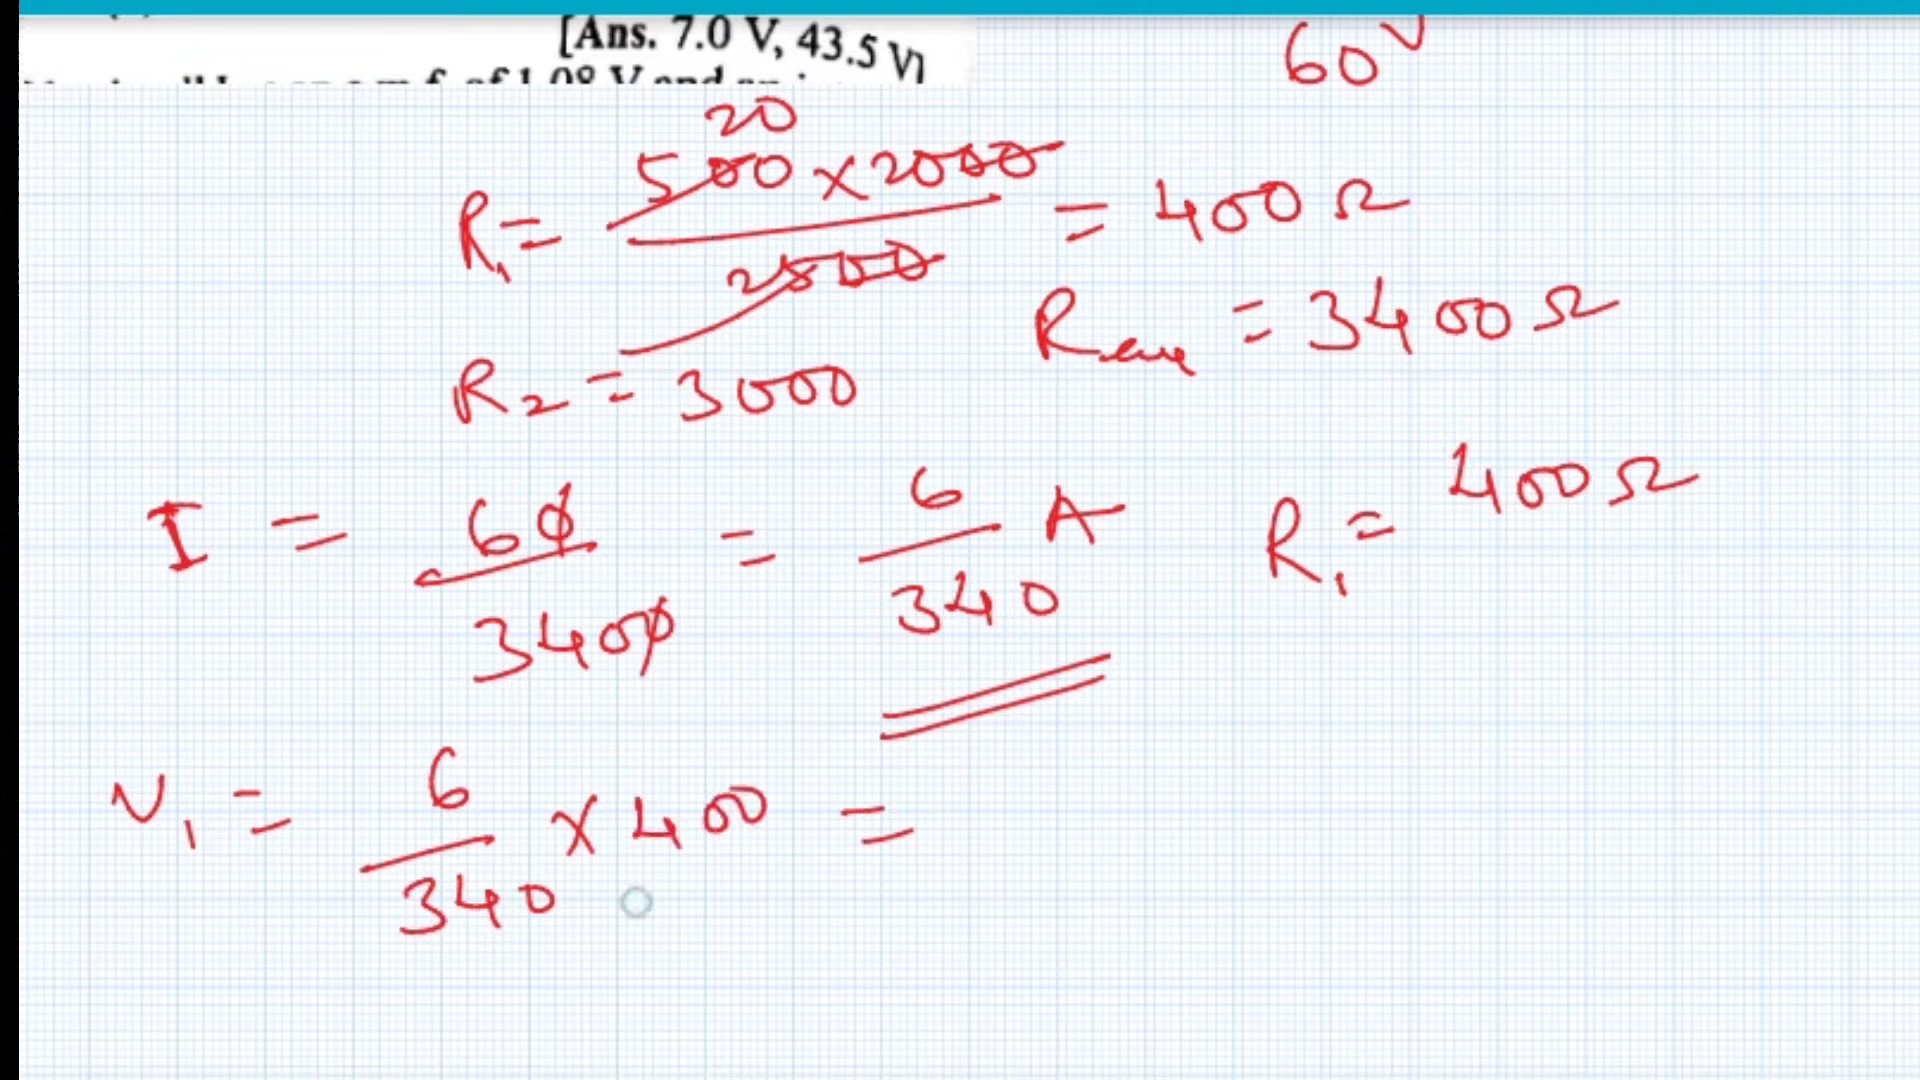 [Ans. 7.0 V, 43.5 V]
60V
20
R₁ = 500 x 2000 / 2500 = 400 Ω
Reqe = 3400 Ω
R₂ = 3000
I = 60 / 3400 = 6 / 340 A
R₁ = 400 Ω
V₁ = 6 / 340 x 400 =